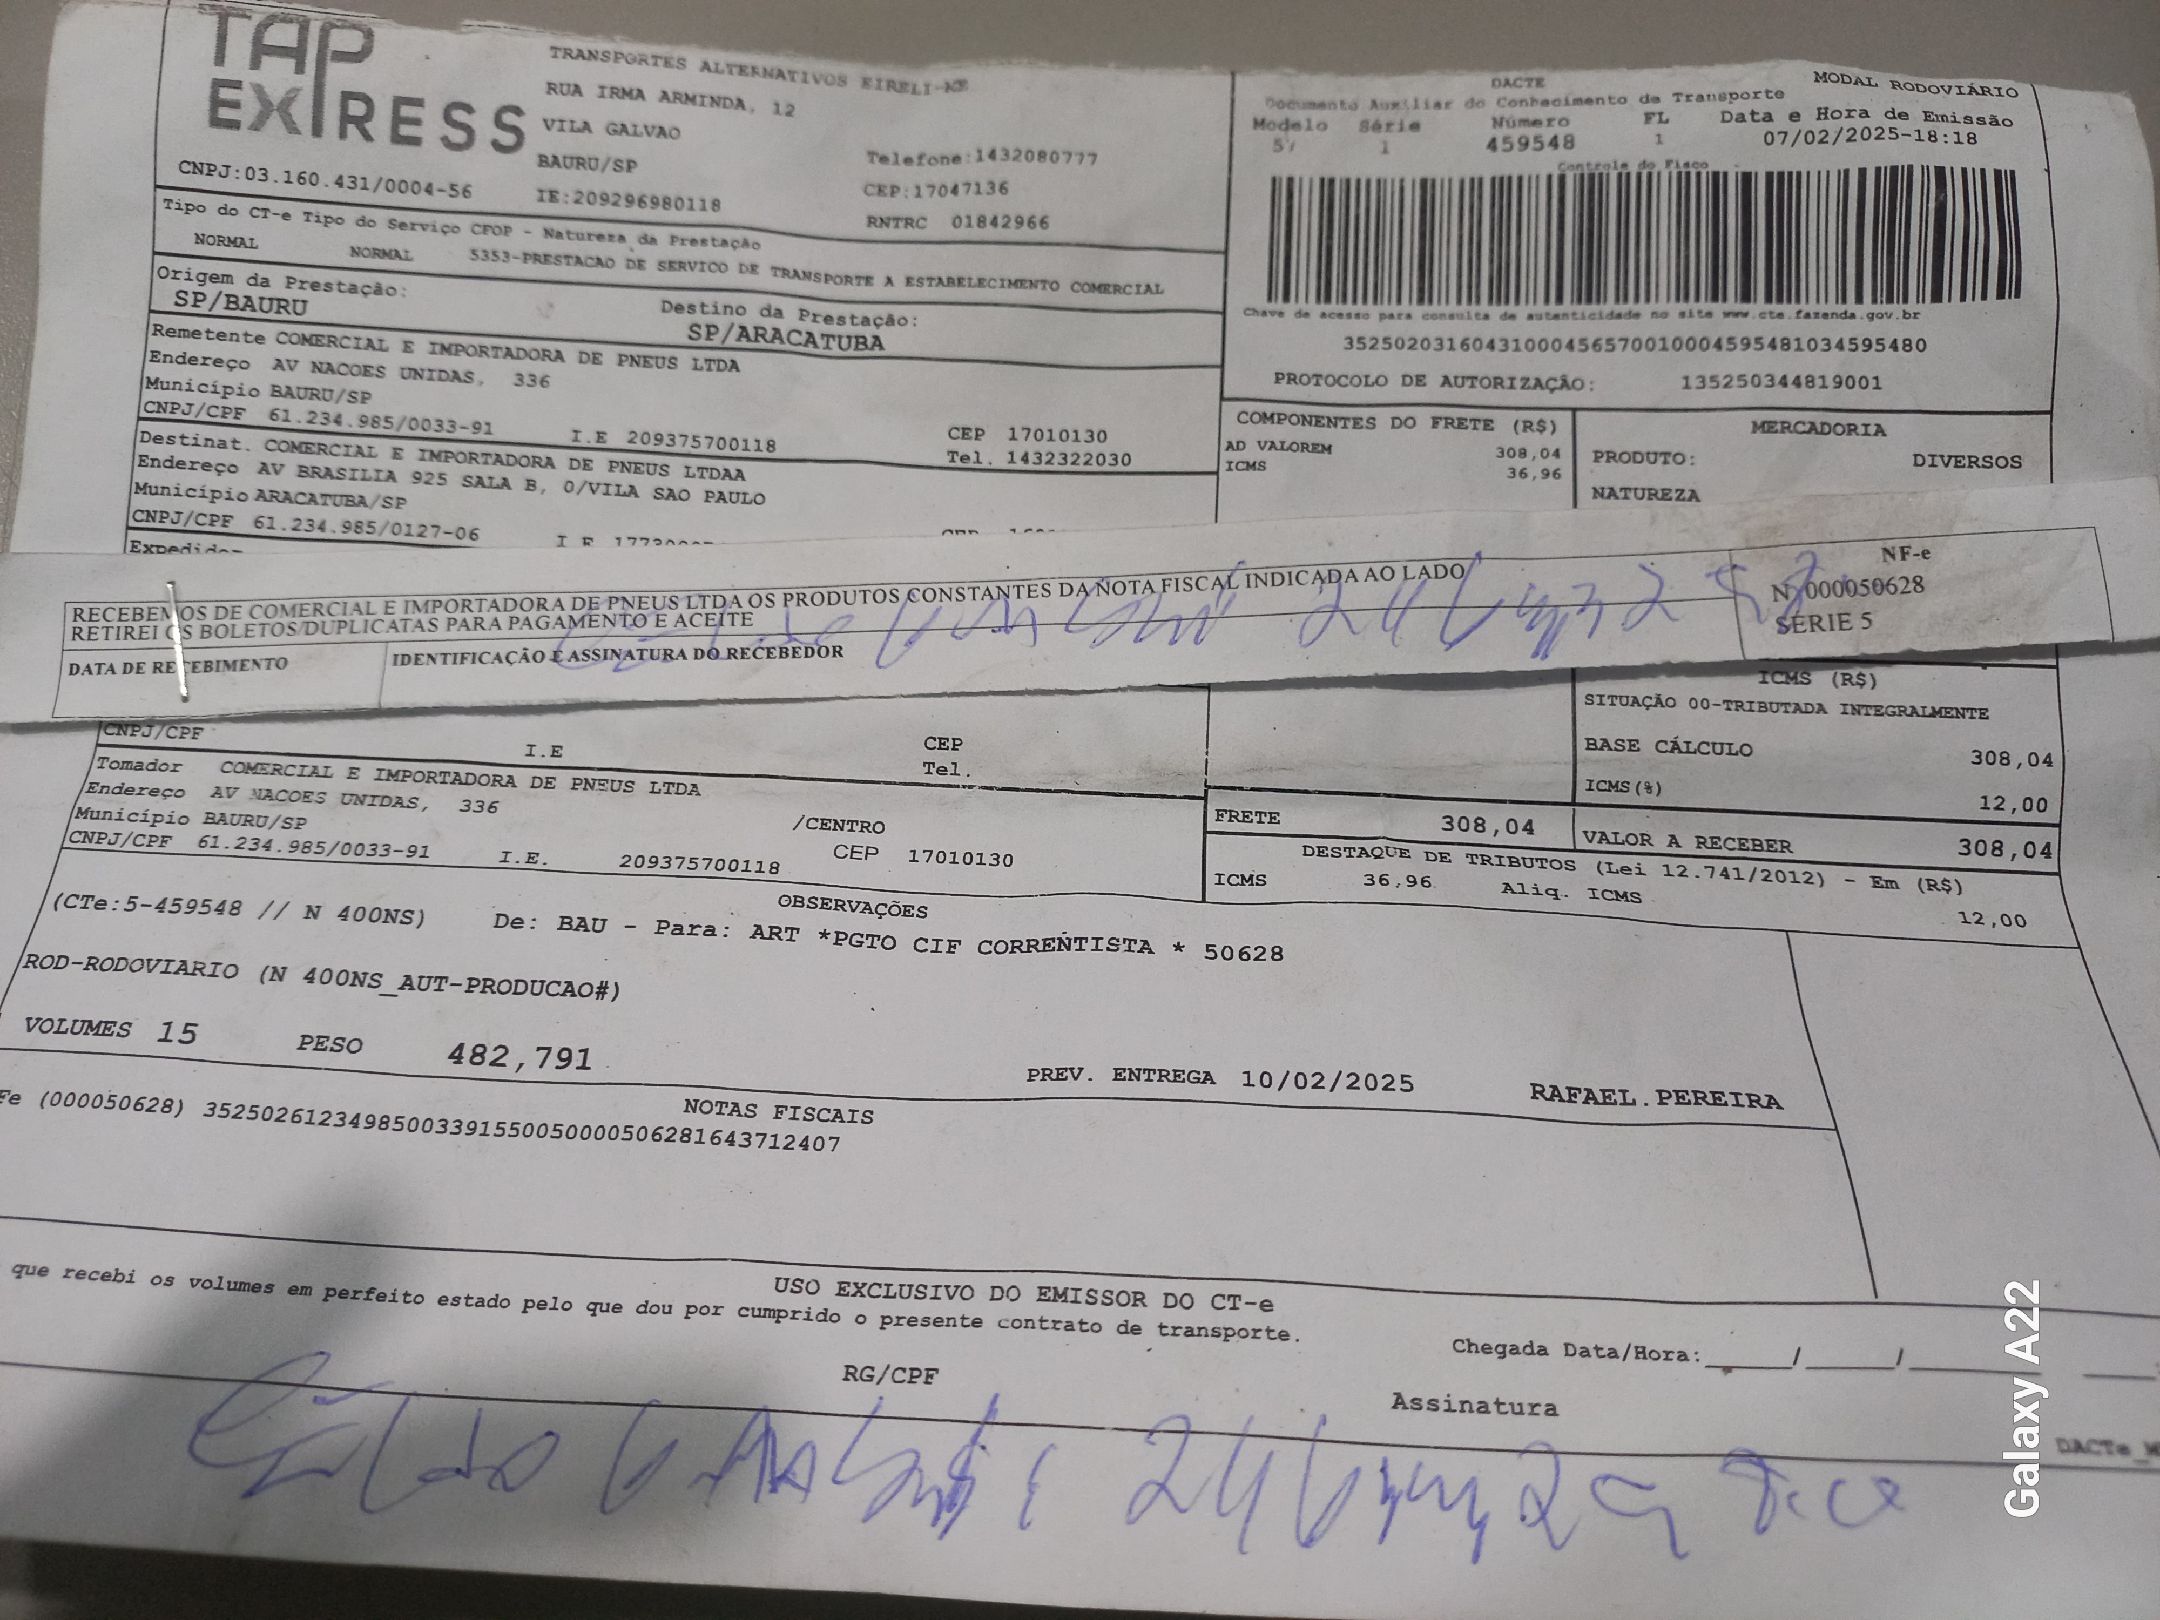 TAP EXPRESS
TRANSPORTES ALTERNATIVOS EIRELI-ME
RUA IRMA ARMINDA, 12
VILA GALVAO
BAURU/SP
IE:209296980118
Telefone:1432080777
CEP:17047136
RNTRC 01842966
CNPJ:03.160.431/0004-56
DACTE
MODAL RODOVIÁRIO
Documento Auxiliar do Conhecimento de Transporte
Modelo Série Número FL Data e Hora de Emissão
57 1 459548 1 07/02/2025-18:18
Controle do Fisco
Chave de acesso para consulta de autenticidade no site www.cte.fazenda.gov.br
35250203160431000456570010004595481034595480
PROTOCOLO DE AUTORIZAÇÃO: 135250344819001
Tipo do CT-e Tipo do Serviço CFOP - Natureza da Prestação
NORMAL NORMAL 5353-PRESTACAO DE SERVICO DE TRANSPORTE A ESTABELECIMENTO COMERCIAL
Origem da Prestação: Destino da Prestação:
SP/BAURU SP/ARACATUBA
Remetente COMERCIAL E IMPORTADORA DE PNEUS LTDA
Endereço AV NACOES UNIDAS, 336
Município BAURU/SP CEP 17010130
CNPJ/CPF 61.234.985/0033-91 I.E 209375700118 Tel. 1432322030
Destinat. COMERCIAL E IMPORTADORA DE PNEUS LTDAA
Endereço AV BRASILIA 925 SALA B, 0/VILA SAO PAULO
Município ARACATUBA/SP
CNPJ/CPF 61.234.985/0127-06
COMPONENTES DO FRETE (R$)
AD VALOREM 308,04
ICMS 36,96
MERCADORIA
PRODUTO: DIVERSOS
NATUREZA
RECEBEMOS DE COMERCIAL E IMPORTADORA DE PNEUS LTDA OS PRODUTOS CONSTANTES DA NOTA FISCAL INDICADA AO LADO
RETIREI OS BOLETOS/DUPLICATAS PARA PAGAMENTO E ACEITE
DATA DE RECEBIMENTO IDENTIFICAÇÃO E ASSINATURA DO RECEBEDOR
NF-e
N 000050628
SÉRIE 5
CNPJ/CPF I.E CEP
Tel.
Tomador COMERCIAL E IMPORTADORA DE PNEUS LTDA
Endereço AV NACOES UNIDAS, 336 /CENTRO
Município BAURU/SP CEP 17010130
CNPJ/CPF 61.234.985/0033-91 I.E. 209375700118
ICMS (R$)
SITUAÇÃO 00-TRIBUTADA INTEGRALMENTE
BASE CÁLCULO 308,04
ICMS(%) 12,00
FRETE 308,04 VALOR A RECEBER 308,04
DESTAQUE DE TRIBUTOS (Lei 12.741/2012) - Em (R$)
ICMS 36,96 Aliq. ICMS 12,00
OBSERVAÇÕES
(CTe:5-459548 // N 400NS) De: BAU - Para: ART *PGTO CIF CORRENTISTA * 50628
ROD-RODOVIARIO (N 400NS_AUT-PRODUCAO#)
VOLUMES 15 PESO 482,791 PREV. ENTREGA 10/02/2025 RAFAEL.PEREIRA
NOTAS FISCAIS
Fe (000050628) 35250261234985003391550050000506281643712407
USO EXCLUSIVO DO EMISSOR DO CT-e
que recebi os volumes em perfeito estado pelo que dou por cumprido o presente contrato de transporte.
Chegada Data/Hora:_____/_____/_____
RG/CPF Assinatura
Galaxy A22